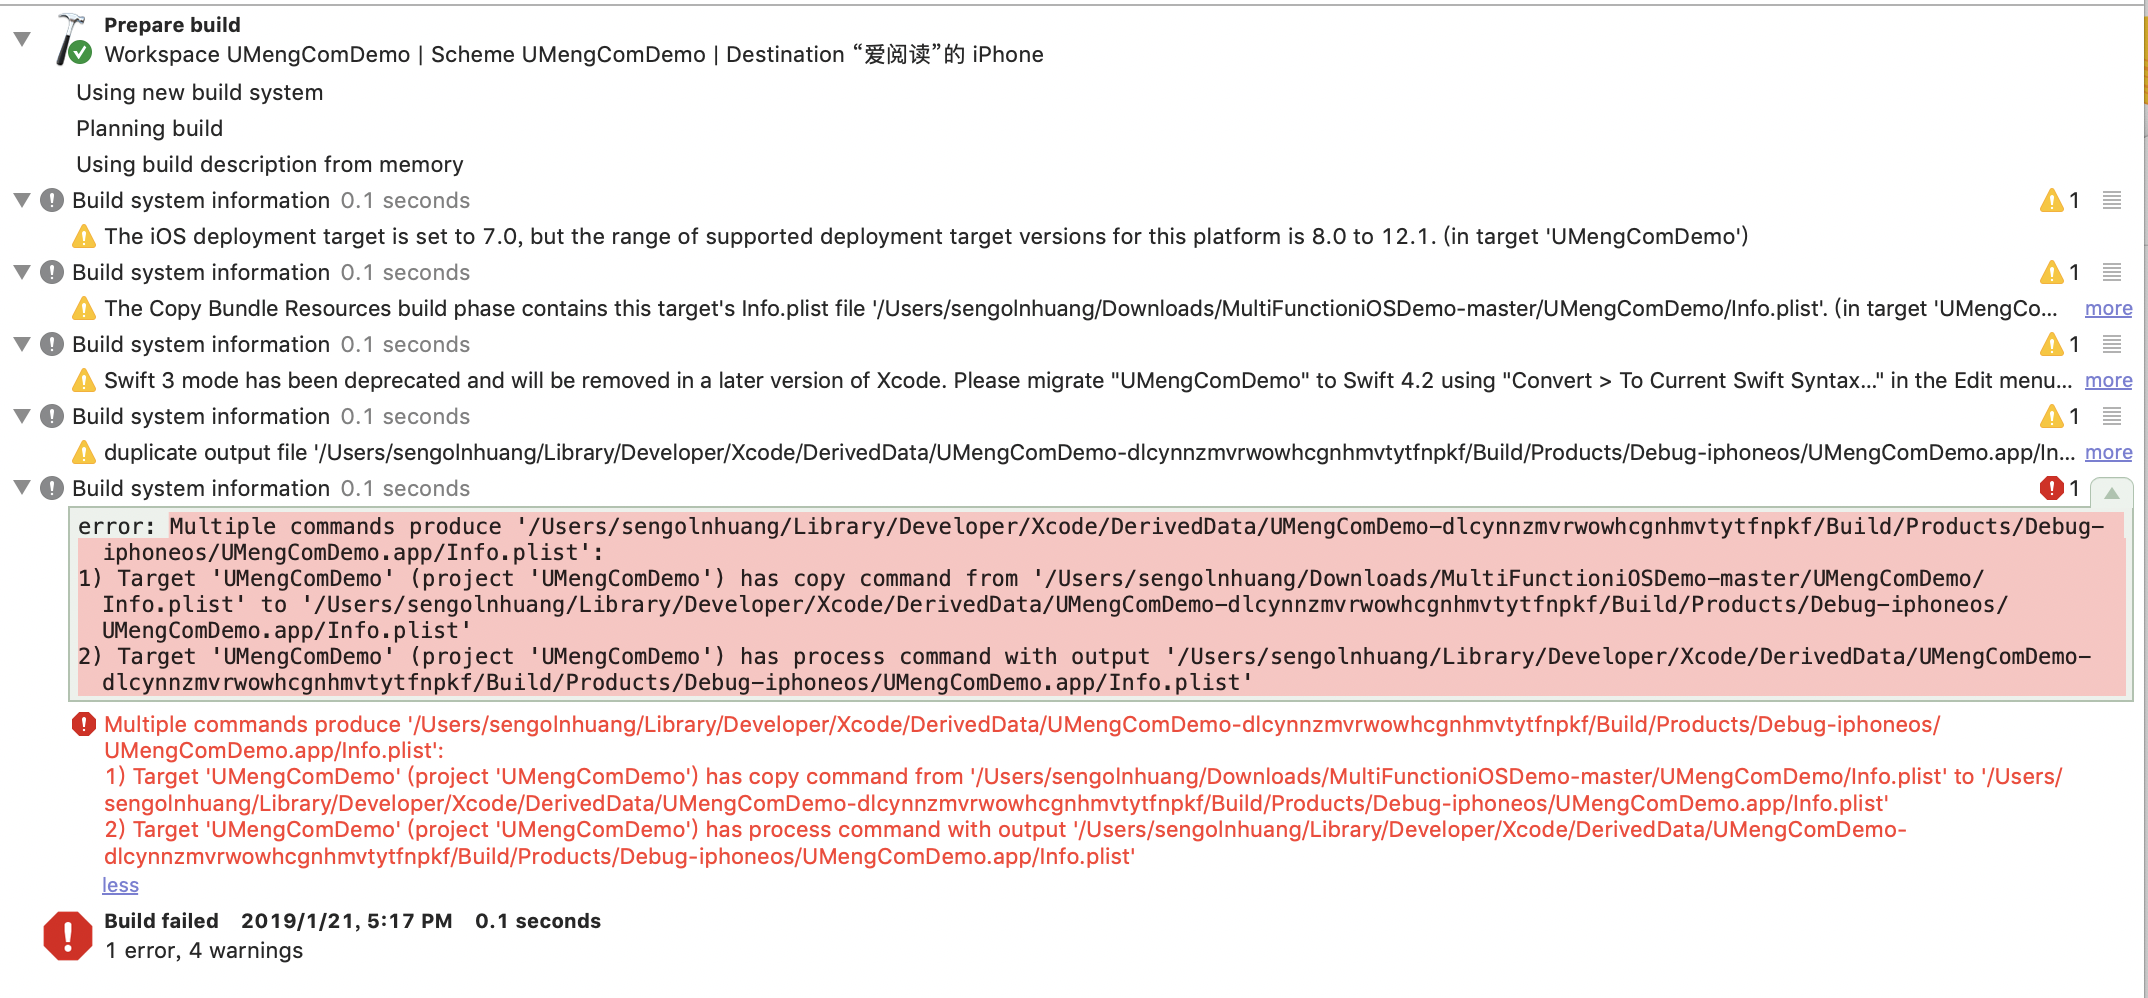 Prepare build
Workspace UMengComDemo | Scheme UMengComDemo | Destination “爱阅读”的 iPhone
Using new build system
Planning build
Using build description from memory
Build system information 0.1 seconds 1
The iOS deployment target is set to 7.0, but the range of supported deployment target versions for this platform is 8.0 to 12.1. (in target 'UMengComDemo')
Build system information 0.1 seconds 1
The Copy Bundle Resources build phase contains this target's Info.plist file '/Users/sengolnhuang/Downloads/MultiFunctioniOSDemo-master/UMengComDemo/Info.plist'. (in target 'UMengCo... more
Build system information 0.1 seconds 1
Swift 3 mode has been deprecated and will be removed in a later version of Xcode. Please migrate "UMengComDemo" to Swift 4.2 using "Convert > To Current Swift Syntax…" in the Edit menu... more
Build system information 0.1 seconds 1
duplicate output file '/Users/sengolnhuang/Library/Developer/Xcode/DerivedData/UMengComDemo-dlcynnzmvrwowhcgnhmvtytfnpkf/Build/Products/Debug-iphoneos/UMengComDemo.app/In... more
Build system information 0.1 seconds 1
error: Multiple commands produce '/Users/sengolnhuang/Library/Developer/Xcode/DerivedData/UMengComDemo-dlcynnzmvrwowhcgnhmvtytfnpkf/Build/Products/Debug-
iphoneos/UMengComDemo.app/Info.plist':
1) Target 'UMengComDemo' (project 'UMengComDemo') has copy command from '/Users/sengolnhuang/Downloads/MultiFunctioniOSDemo-master/UMengComDemo/
Info.plist' to '/Users/sengolnhuang/Library/Developer/Xcode/DerivedData/UMengComDemo-dlcynnzmvrwowhcgnhmvtytfnpkf/Build/Products/Debug-iphoneos/
UMengComDemo.app/Info.plist'
2) Target 'UMengComDemo' (project 'UMengComDemo') has process command with output '/Users/sengolnhuang/Library/Developer/Xcode/DerivedData/UMengComDemo-
dlcynnzmvrwowhcgnhmvtytfnpkf/Build/Products/Debug-iphoneos/UMengComDemo.app/Info.plist'
Multiple commands produce '/Users/sengolnhuang/Library/Developer/Xcode/DerivedData/UMengComDemo-dlcynnzmvrwowhcgnhmvtytfnpkf/Build/Products/Debug-iphoneos/
UMengComDemo.app/Info.plist':
1) Target 'UMengComDemo' (project 'UMengComDemo') has copy command from '/Users/sengolnhuang/Downloads/MultiFunctioniOSDemo-master/UMengComDemo/Info.plist' to '/Users/
sengolnhuang/Library/Developer/Xcode/DerivedData/UMengComDemo-dlcynnzmvrwowhcgnhmvtytfnpkf/Build/Products/Debug-iphoneos/UMengComDemo.app/Info.plist'
2) Target 'UMengComDemo' (project 'UMengComDemo') has process command with output '/Users/sengolnhuang/Library/Developer/Xcode/DerivedData/UMengComDemo-
dlcynnzmvrwowhcgnhmvtytfnpkf/Build/Products/Debug-iphoneos/UMengComDemo.app/Info.plist'
less
Build failed 2019/1/21, 5:17 PM 0.1 seconds
1 error, 4 warnings